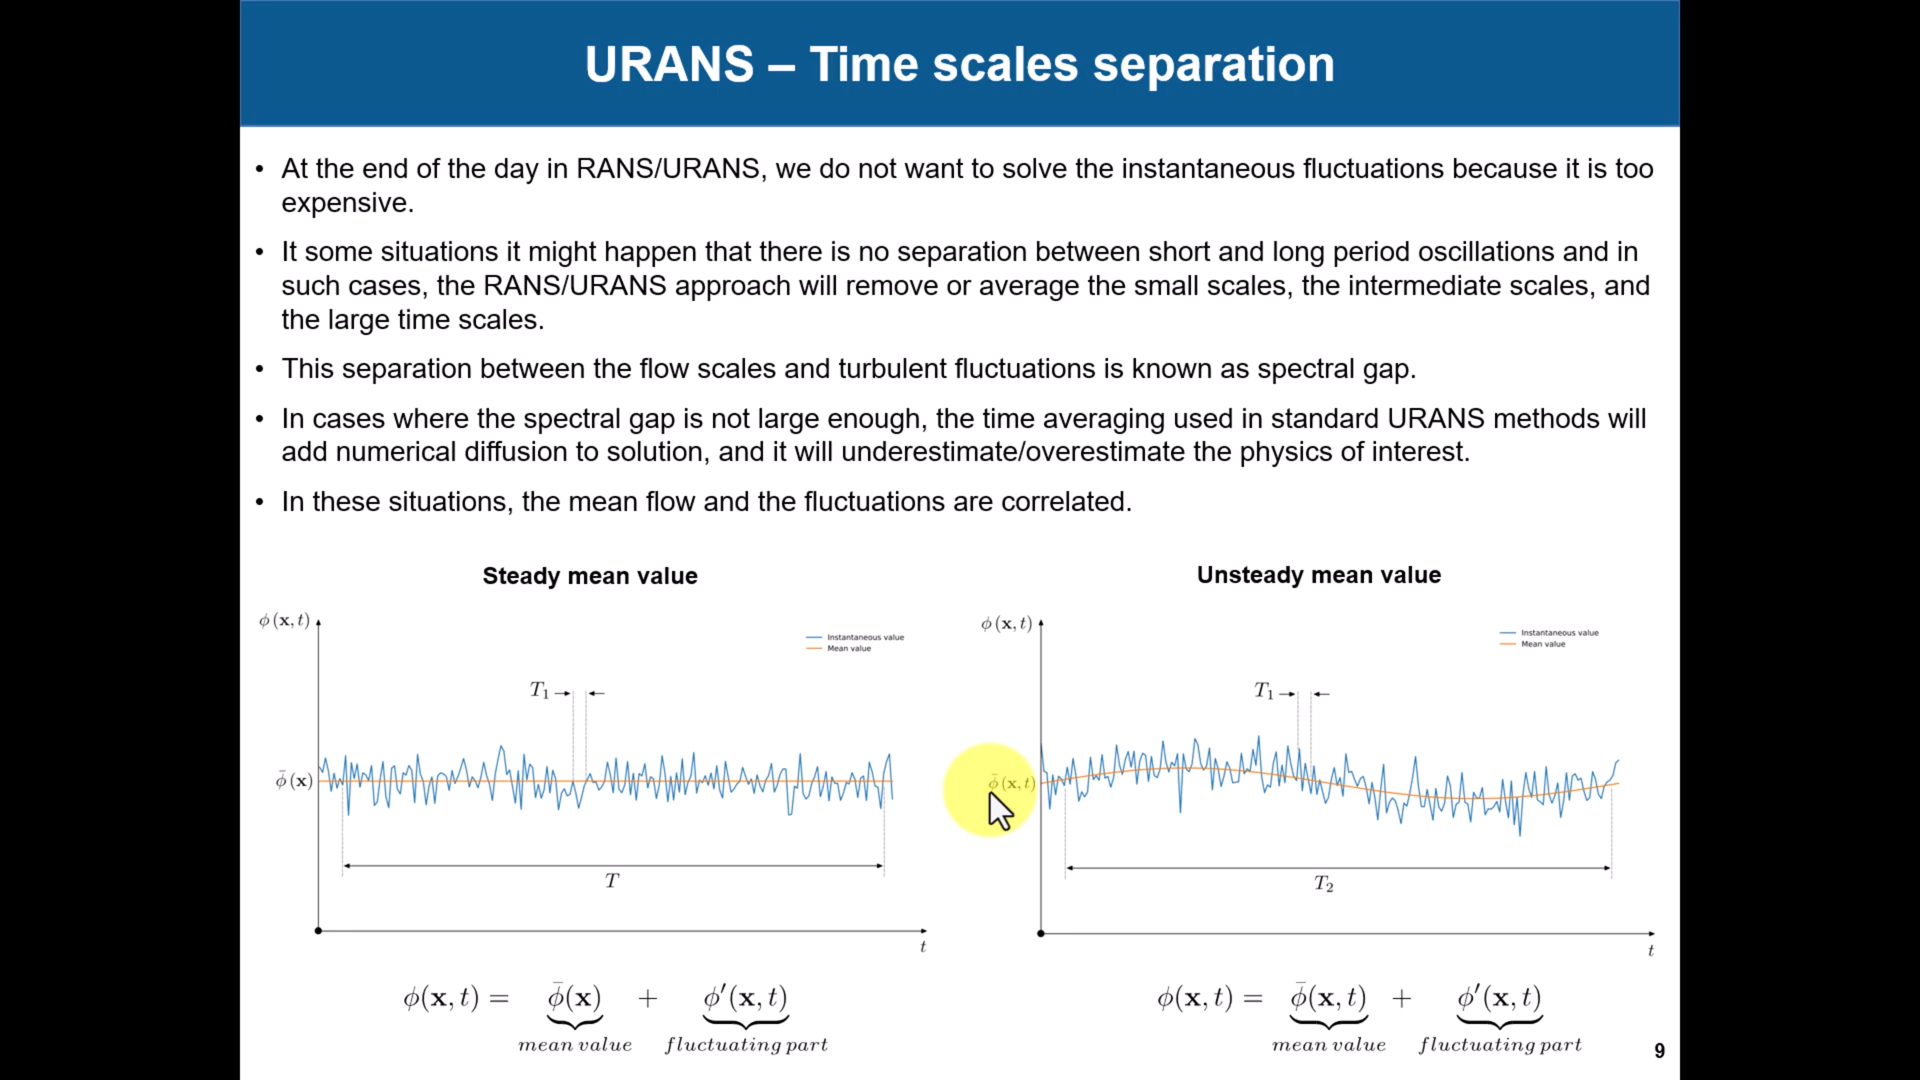 URANS – Time scales separation
• At the end of the day in RANS/URANS, we do not want to solve the instantaneous fluctuations because it is too
expensive.
• It some situations it might happen that there is no separation between short and long period oscillations and in
such cases, the RANS/URANS approach will remove or average the small scales, the intermediate scales, and
the large time scales.
• This separation between the flow scales and turbulent fluctuations is known as spectral gap.
• In cases where the spectral gap is not large enough, the time averaging used in standard URANS methods will
add numerical diffusion to solution, and it will underestimate/overestimate the physics of interest.
• In these situations, the mean flow and the fluctuations are correlated.
Steady mean value
ϕ(x, t)
Instantaneous value
Mean value
T₁
ϕ̄(x)
T
t
ϕ(x, t) = ϕ̄(x) + ϕ′(x, t)
mean value fluctuating part
Unsteady mean value
ϕ(x, t)
Instantaneous value
Mean value
T₁
ϕ̄(x, t)
T₂
t
ϕ(x, t) = ϕ̄(x, t) + ϕ′(x, t)
mean value fluctuating part
9